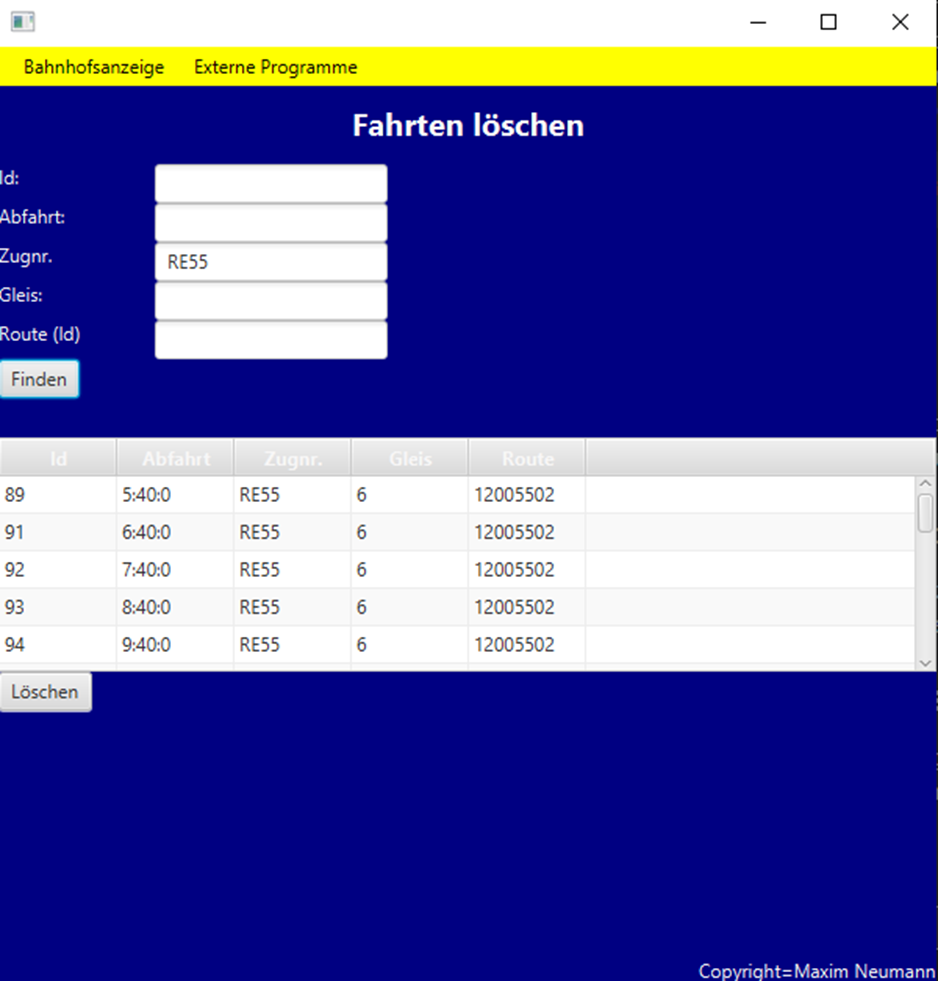 Bahnhofsanzeige Externe Programme
Fahrten löschen
Id:
Abfahrt:
Zugnr. RE55
Gleis:
Route (Id)
Finden
Id Abfahrt Zugnr. Gleis Route
89 5:40:0 RE55 6 12005502
91 6:40:0 RE55 6 12005502
92 7:40:0 RE55 6 12005502
93 8:40:0 RE55 6 12005502
94 9:40:0 RE55 6 12005502
Löschen
Copyright=Maxim Neumann